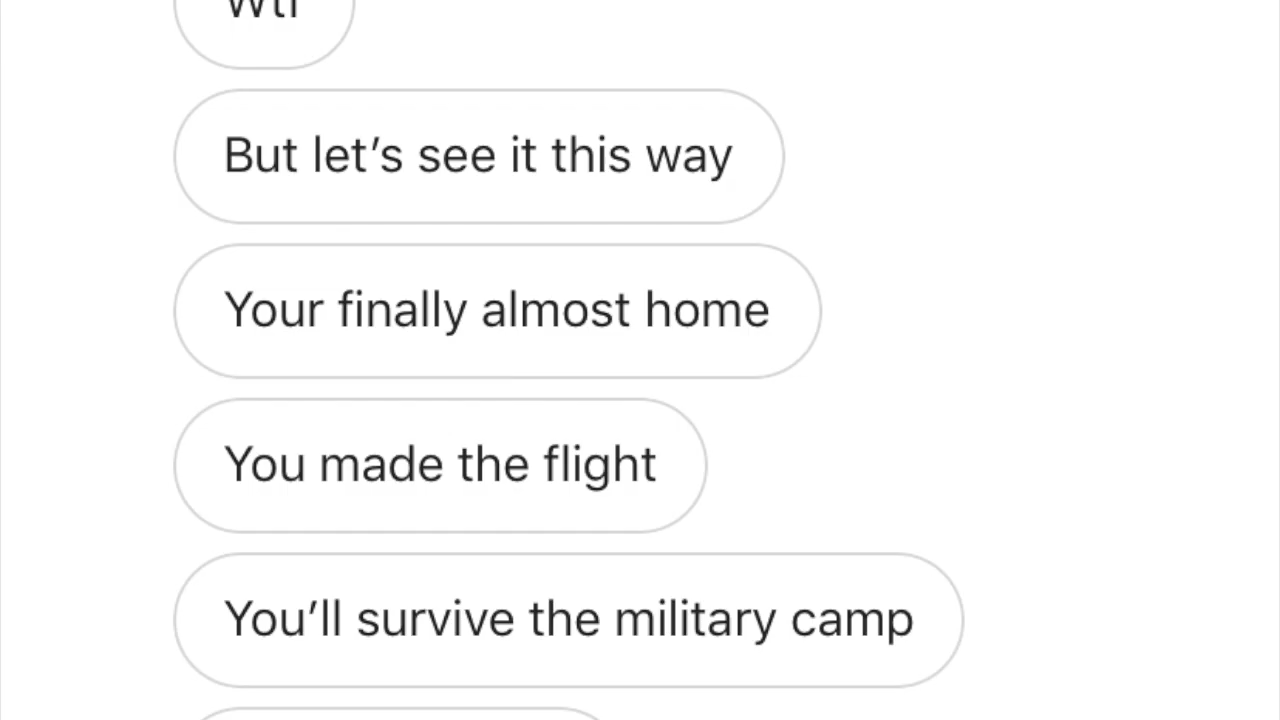 Wtf
But let’s see it this way
Your finally almost home
You made the flight
You’ll survive the military camp